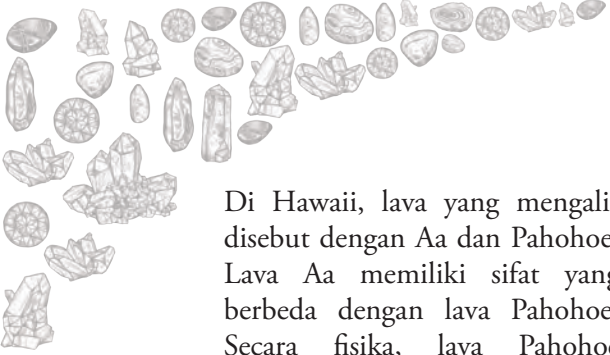 Di Hawaii, lava yang mengali
disebut dengan Aa dan Pahohoe
Lava Aa memiliki sifat yang
berbeda dengan lava Pahohoe
Secara fisika, lava Pahohoe